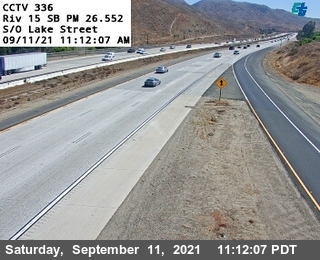 CCTV 336
Riv 15 SB PM 26.552
S/O Lake Street
09/11/21 11:12:07 AM
Saturday, September 11, 2021 11:12:07 PDT